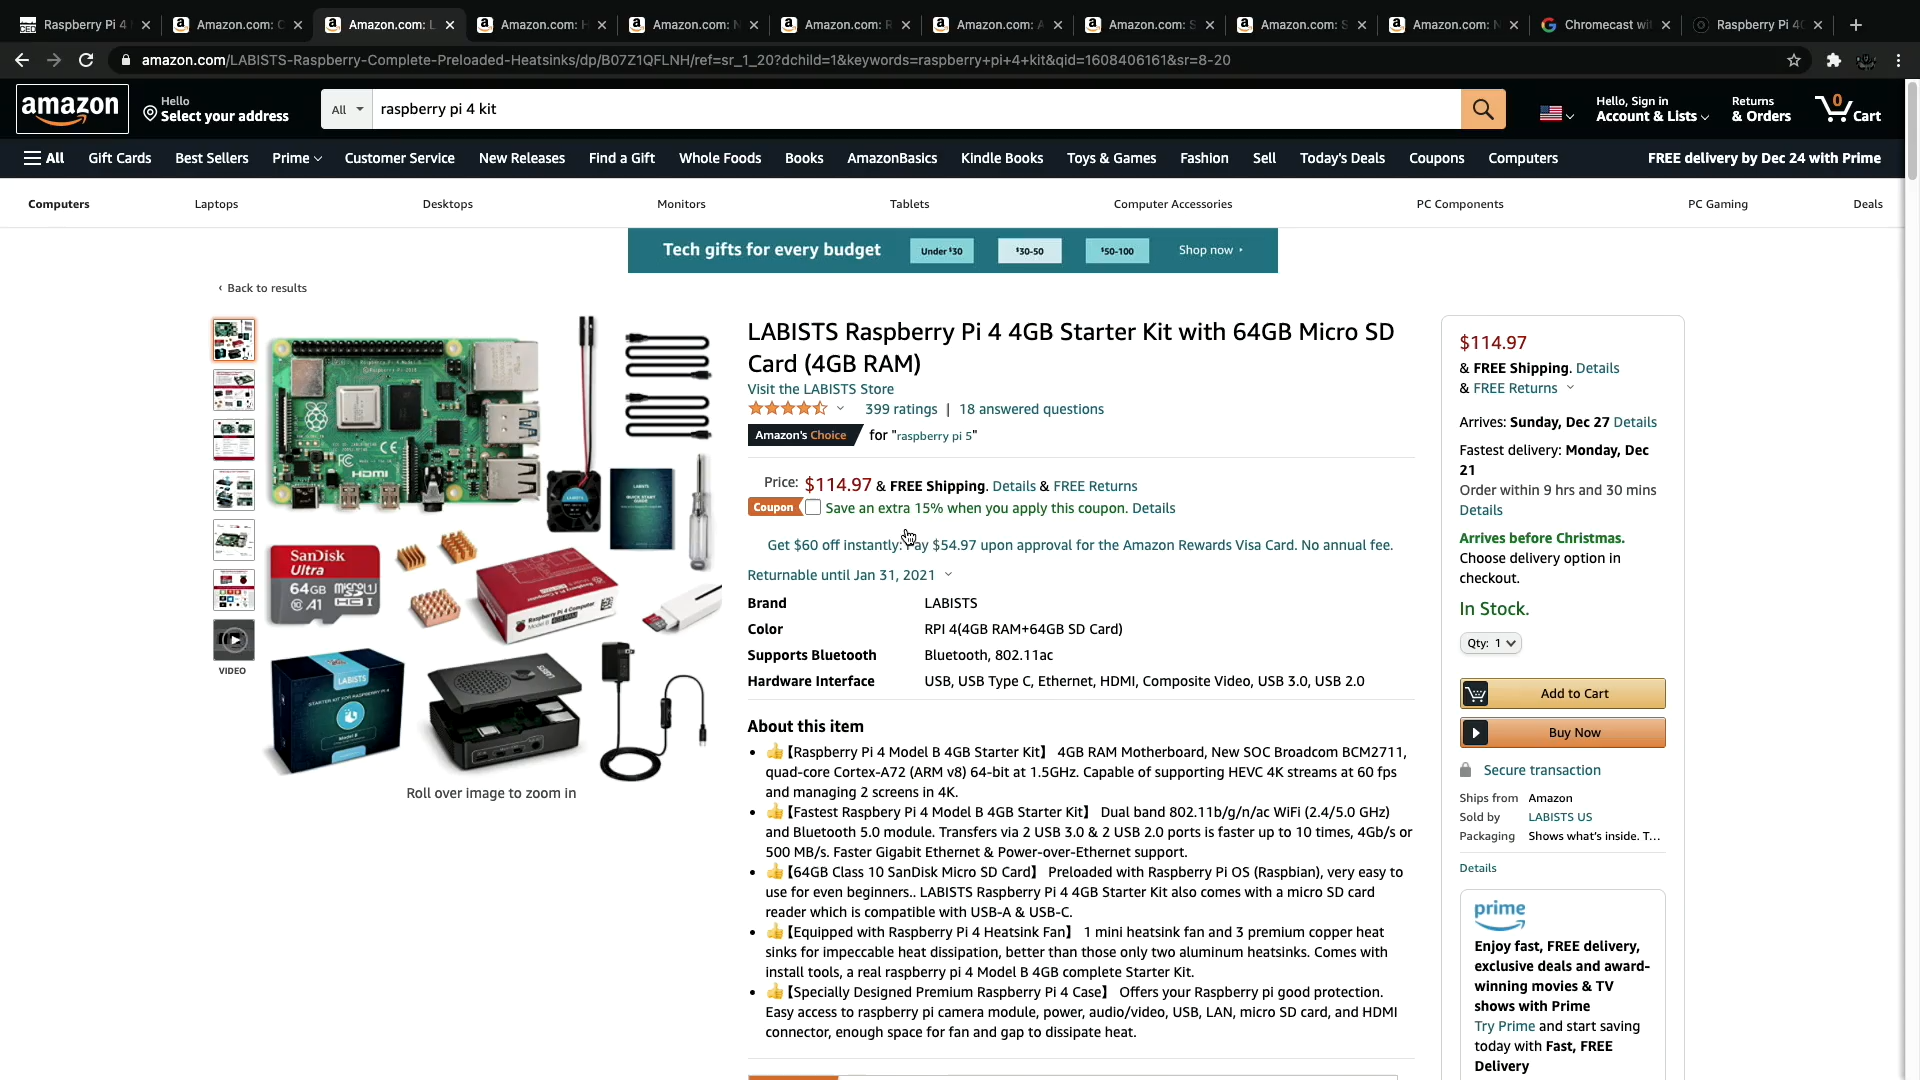 Raspberry Pi 4
Amazon.com: C
Amazon.com: L
Amazon.com: H
Amazon.com: N
Amazon.com: R
Amazon.com: A
Amazon.com: S
Amazon.com: S
Amazon.com: N
Chromecast wi
Raspberry Pi 4
amazon.com/LABISTS-Raspberry-Complete-Preloaded-Heatsinks/dp/B07Z1QFLNH/ref=sr_1_20?dchild=1&keywords=raspberry+pi+4+kit&qid=1608406161&sr=8-20
amazon
Hello
Select your address
All
raspberry pi 4 kit
Hello, Sign in
Account & Lists
Returns
& Orders
0
Cart
All
Gift Cards
Best Sellers
Prime
Customer Service
New Releases
Find a Gift
Whole Foods
Books
AmazonBasics
Kindle Books
Toys & Games
Fashion
Sell
Today's Deals
Coupons
Computers
FREE delivery by Dec 24 with Prime
Computers
Laptops
Desktops
Monitors
Tablets
Computer Accessories
PC Components
PC Gaming
Deals
Tech gifts for every budget
Under $30
$30-50
$50-100
Shop now
‹ Back to results
VIDEO
HDMI
SanDisk
Ultra
64GB
micro SD
HC I
A1
LABISTS
QUICK START
GUIDE
Raspberry Pi 4 Computer
LABISTS
STARTER KIT FOR RASPBERRY PI 4
Model B
Roll over image to zoom in
LABISTS Raspberry Pi 4 4GB Starter Kit with 64GB Micro SD
Card (4GB RAM)
Visit the LABISTS Store
399 ratings | 18 answered questions
Amazon's Choice for "raspberry pi 5"
Price: $114.97 & FREE Shipping. Details & FREE Returns
Coupon Save an extra 15% when you apply this coupon. Details
Get $60 off instantly: Pay $54.97 upon approval for the Amazon Rewards Visa Card. No annual fee.
Returnable until Jan 31, 2021
Brand LABISTS
Color RPI 4(4GB RAM+64GB SD Card)
Supports Bluetooth Bluetooth, 802.11ac
Hardware Interface USB, USB Type C, Ethernet, HDMI, Composite Video, USB 3.0, USB 2.0
About this item
• 👍【Raspberry Pi 4 Model B 4GB Starter Kit】 4GB RAM Motherboard, New SOC Broadcom BCM2711,
quad-core Cortex-A72 (ARM v8) 64-bit at 1.5GHz. Capable of supporting HEVC 4K streams at 60 fps
and managing 2 screens in 4K.
• 👍【Fastest Raspbery Pi 4 Model B 4GB Starter Kit】 Dual band 802.11b/g/n/ac WiFi (2.4/5.0 GHz)
and Bluetooth 5.0 module. Transfers via 2 USB 3.0 & 2 USB 2.0 ports is faster up to 10 times, 4Gb/s or
500 MB/s. Faster Gigabit Ethernet & Power-over-Ethernet support.
• 👍【64GB Class 10 SanDisk Micro SD Card】 Preloaded with Raspbery Pi OS (Raspbian), very easy to
use for even beginners.. LABISTS Raspberry Pi 4 4GB Starter Kit also comes with a micro SD card
reader which is compatible with USB-A & USB-C.
• 👍【Equipped with Raspberry Pi 4 Heatsink Fan】 1 mini heatsink fan and 3 premium copper heat
sinks for impeccable heat dissipation, better than those only two aluminum heatsinks. Comes with
install tools, a real raspberry pi 4 Model B 4GB complete Starter Kit.
• 👍【Specially Designed Premium Raspberry Pi 4 Case】 Offers your Raspberry pi good protection.
Easy access to raspberry pi camera module, power, audio/video, USB, LAN, micro SD card, and HDMI
connector, enough space for fan and gap to dissipate heat.
$114.97
& FREE Shipping. Details
& FREE Returns
Arrives: Sunday, Dec 27 Details
Fastest delivery: Monday, Dec
21
Order within 9 hrs and 30 mins
Details
Arrives before Christmas.
Choose delivery option in
checkout.
In Stock.
Qty: 1
Add to Cart
Buy Now
Secure transaction
Ships from Amazon
Sold by LABISTS US
Packaging Shows what's inside. T...
Details
prime
Enjoy fast, FREE delivery,
exclusive deals and award-
winning movies & TV
shows with Prime
Try Prime and start saving
today with Fast, FREE
Delivery